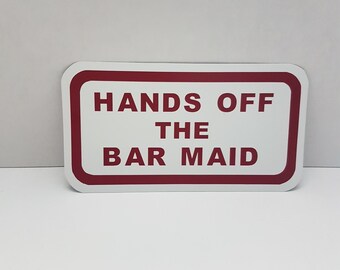 HANDS OFF
THE
BAR MAID